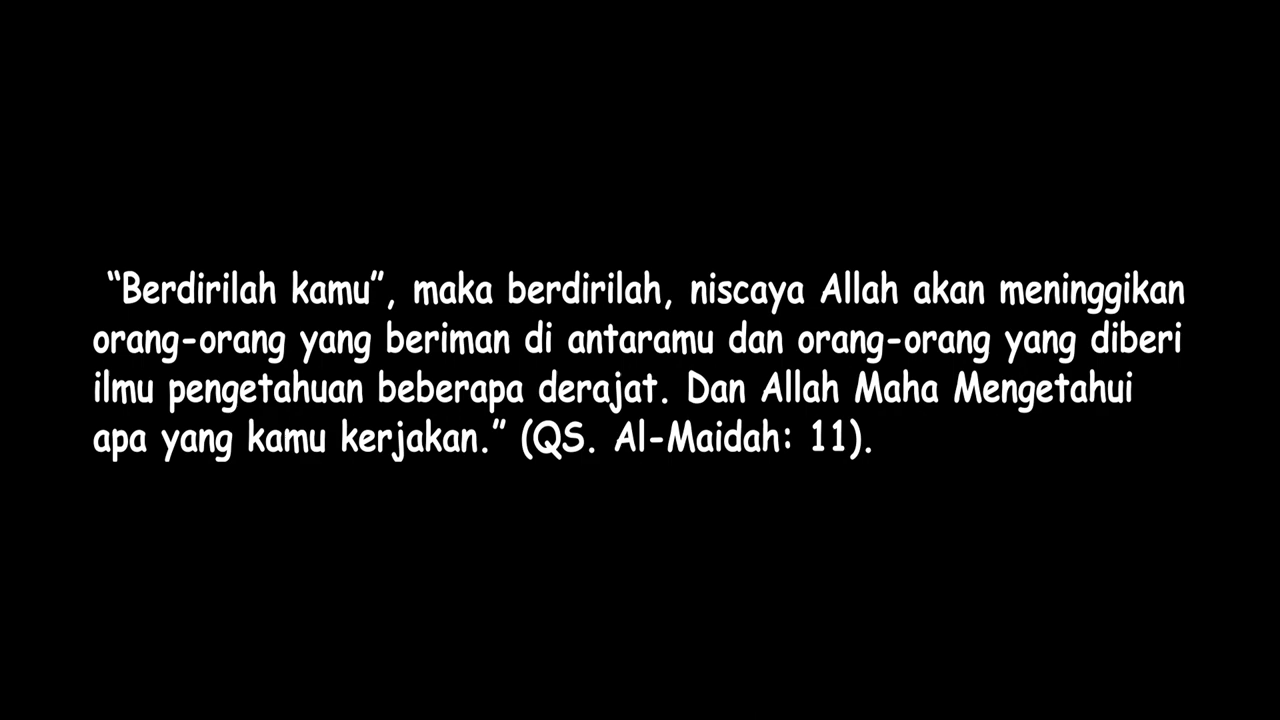 “Berdirilah kamu”, maka berdirilah, niscaya Allah akan meninggikan
orang-orang yang beriman di antaramu dan orang-orang yang diberi
ilmu pengetahuan beberapa derajat. Dan Allah Maha Mengetahui
apa yang kamu kerjakan.” (QS. Al-Maidah: 11).